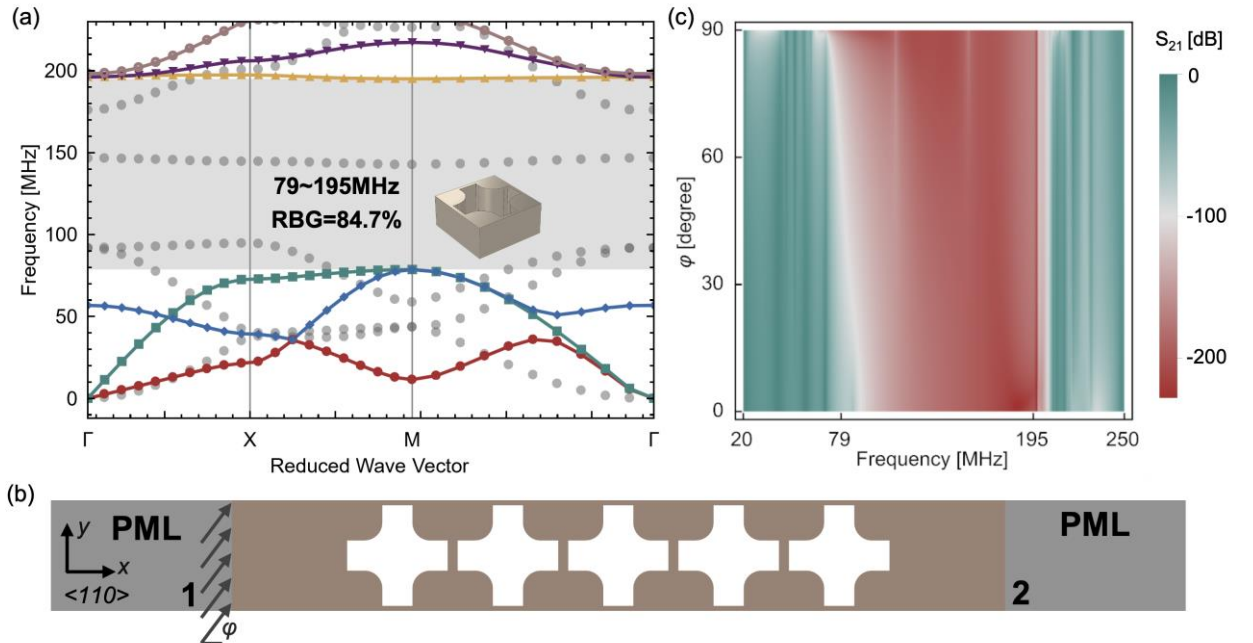 (a)
200
150
100
50
0
Frequency [MHz]
79~195MHz
RBG=84.7%
Γ X M Γ
Reduced Wave Vector
(c)
90
60
30
0
φ [degree]
20 79 195 250
Frequency [MHz]
S21 [dB]
0
-100
-200
(b)
PML
y
x
<110>
1
φ
PML
2